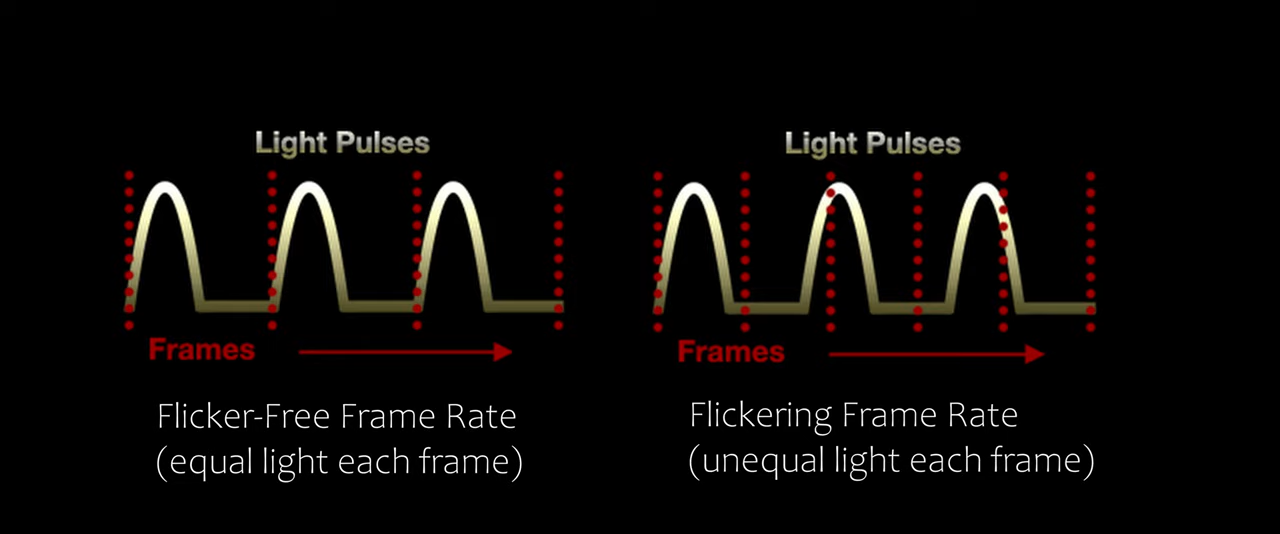 Light Pulses
Frames
Flicker-Free Frame Rate
(equal light each frame)
Light Pulses
Frames
Flickering Frame Rate
(unequal light each frame)